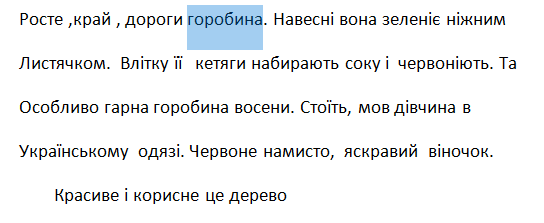 Росте ,край , дороги горобина. Навесні вона зеленіє ніжним
Листячком. Влітку її кетяги набирають соку і червоніють. Та
Особливо гарна горобина восени. Стоїть, мов дівчина в
Українському одязі. Червоне намисто, яскравий віночок.
Красиве і корисне це дерево